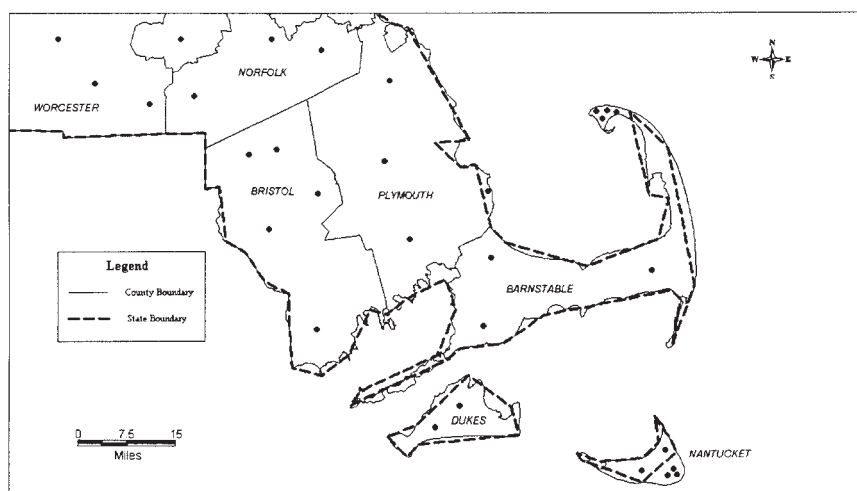 N
W E
S
NORFOLK
WORCESTER
BRISTOL
PLYMOUTH
Legend
County Boundary
State Boundary
BARNSTABLE
DUKES
NANTUCKET
0 7.5 15
Miles